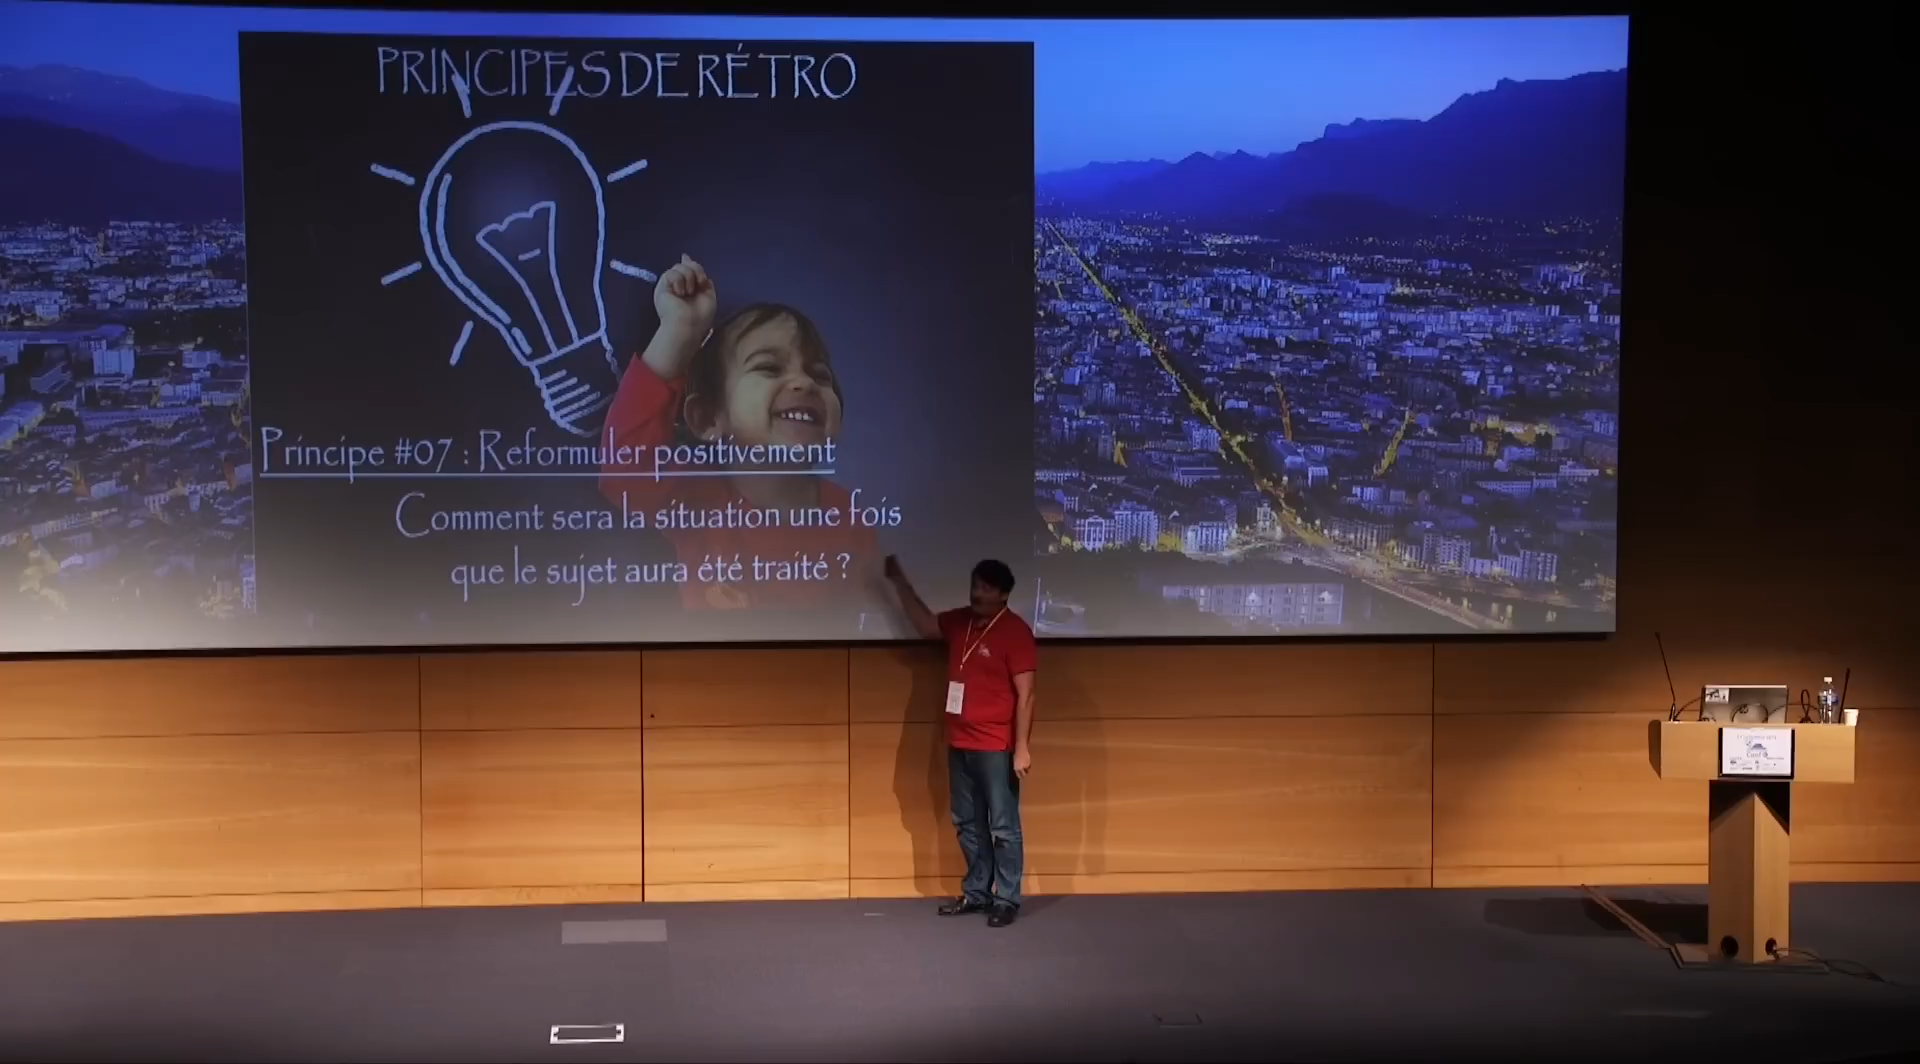 PRINCIPES DE RÉTRO
Principe #07 : Reformuler positivement
Comment sera la situation une fois
que le sujet aura été traité ?